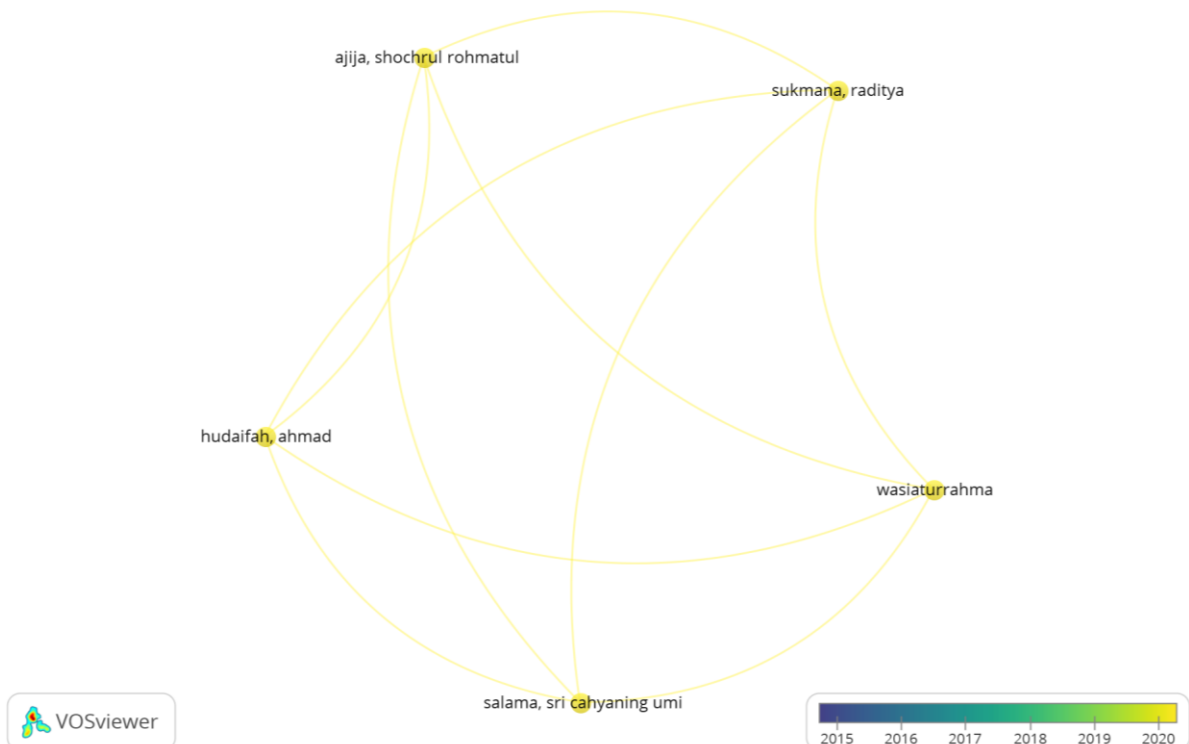 ajija, shochrul rohmatul
sukmana, raditya
hudaifah, ahmad
wasiaturrahma
salama, sri cahyaning umi
VOSviewer
2015 2016 2017 2018 2019 2020